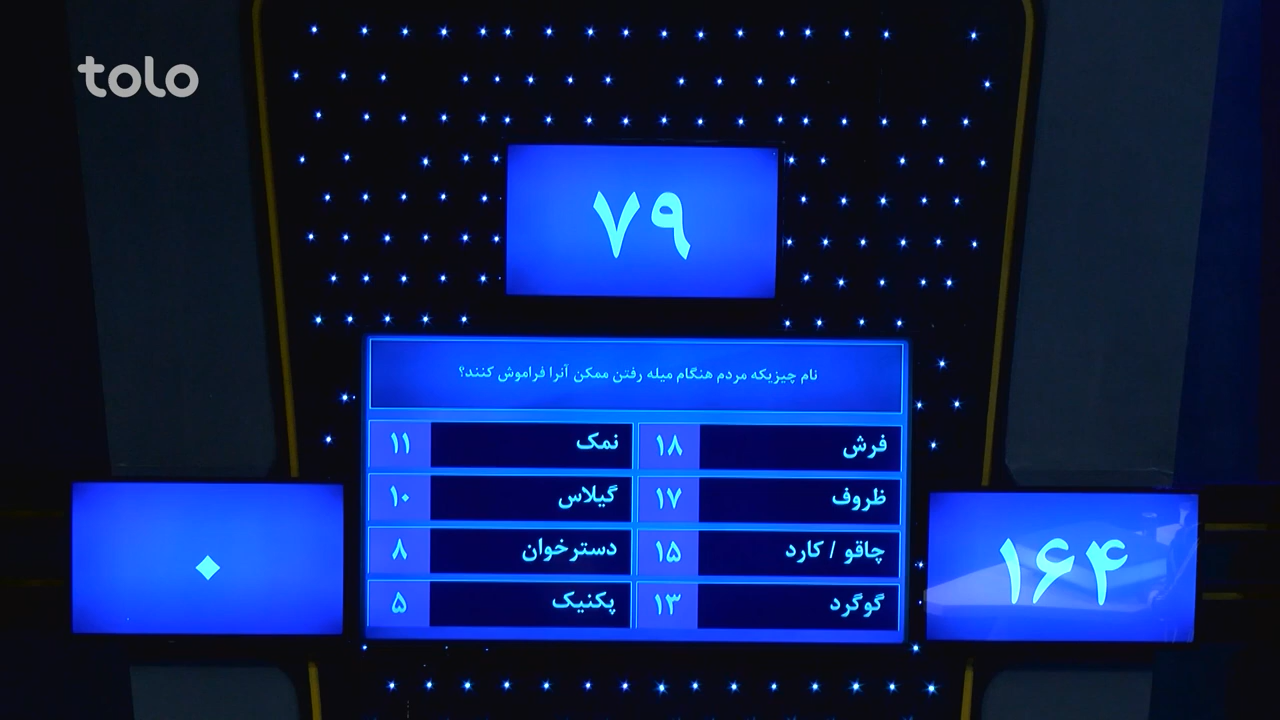 tolo
۷۹
نام چیزیکه مردم هنگام میله رفتن ممکن آنرا فراموش کنند؟
فرش ۱۸
ظروف ۱۷
چاقو / کارد ۱۵
گوگرد ۱۳
نمک ۱۱
گیلاس ۱۰
دسترخوان ۸
پکنیک ۵
۱۶۴
۰